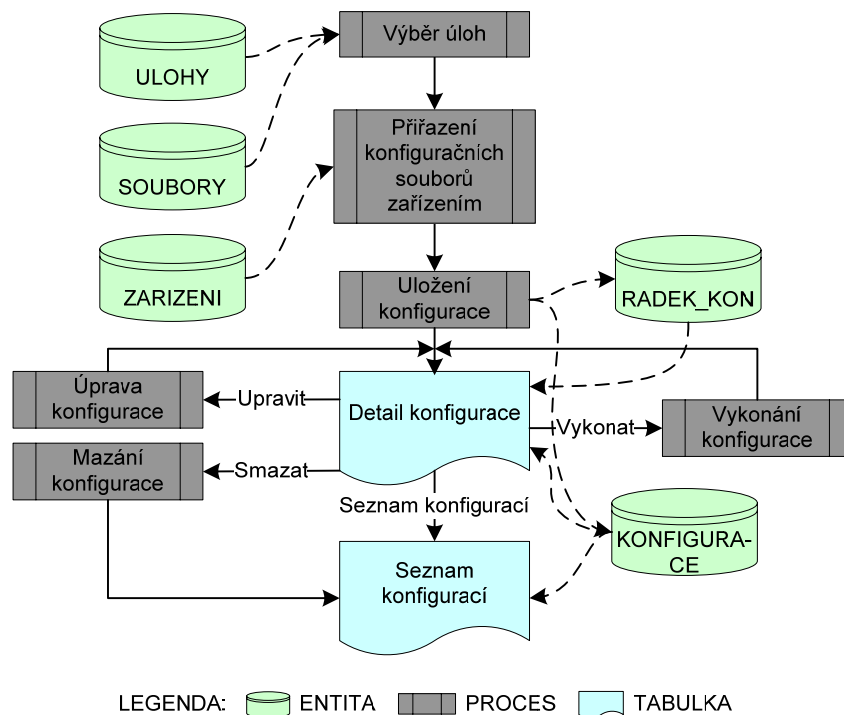 Výběr úloh
ULOHY
Přiřazení
konfiguračních
souborů
zařízením
SOUBORY
ZARIZENI
Uložení
konfigurace
RADEK_KON
Úprava
konfigurace
Upravit
Detail konfigurace
Vykonat
Vykonání
konfigurace
Mazání
konfigurace
Smazat
Seznam konfigurací
KONFIGURA-
CE
Seznam
konfigurací
LEGENDA: ENTITA PROCES TABULKA